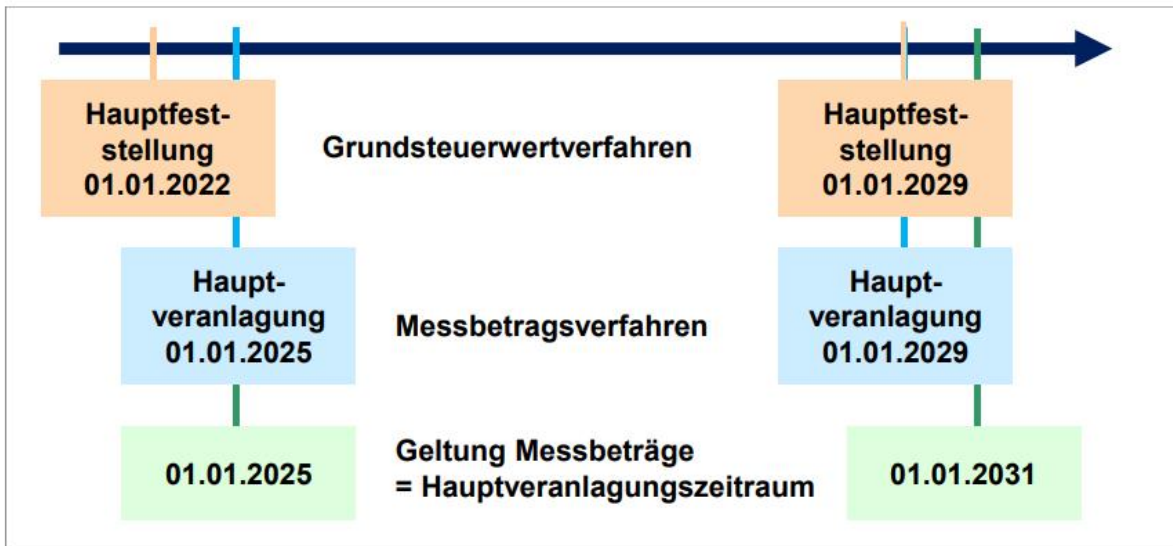 Hauptfest-
stellung
01.01.2022
Grundsteuerwertverfahren
Hauptfest-
stellung
01.01.2029
Haupt-
veranlagung
01.01.2025
Messbetragsverfahren
Haupt-
veranlagung
01.01.2029
01.01.2025
Geltung Messbeträge
= Hauptveranlagungszeitraum
01.01.2031